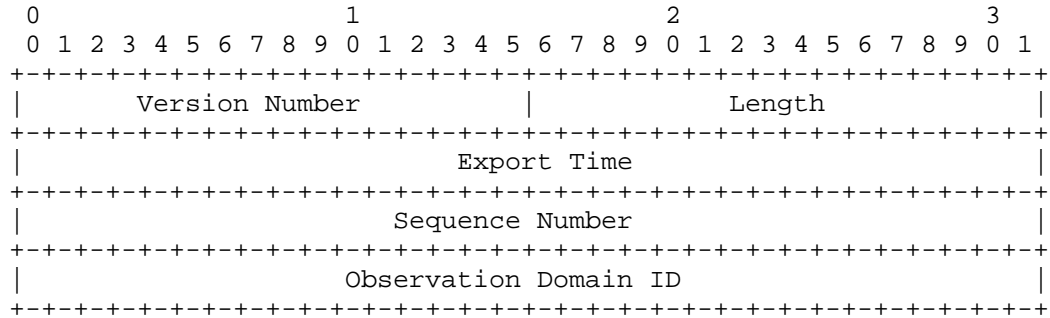 0                   1                   2                   3
0 1 2 3 4 5 6 7 8 9 0 1 2 3 4 5 6 7 8 9 0 1 2 3 4 5 6 7 8 9 0 1
+-+-+-+-+-+-+-+-+-+-+-+-+-+-+-+-+-+-+-+-+-+-+-+-+-+-+-+-+-+-+-+-+
|       Version Number          |            Length             |
+-+-+-+-+-+-+-+-+-+-+-+-+-+-+-+-+-+-+-+-+-+-+-+-+-+-+-+-+-+-+-+-+
|                           Export Time                         |
+-+-+-+-+-+-+-+-+-+-+-+-+-+-+-+-+-+-+-+-+-+-+-+-+-+-+-+-+-+-+-+-+
|                       Sequence Number                         |
+-+-+-+-+-+-+-+-+-+-+-+-+-+-+-+-+-+-+-+-+-+-+-+-+-+-+-+-+-+-+-+-+
|                    Observation Domain ID                      |
+-+-+-+-+-+-+-+-+-+-+-+-+-+-+-+-+-+-+-+-+-+-+-+-+-+-+-+-+-+-+-+-+